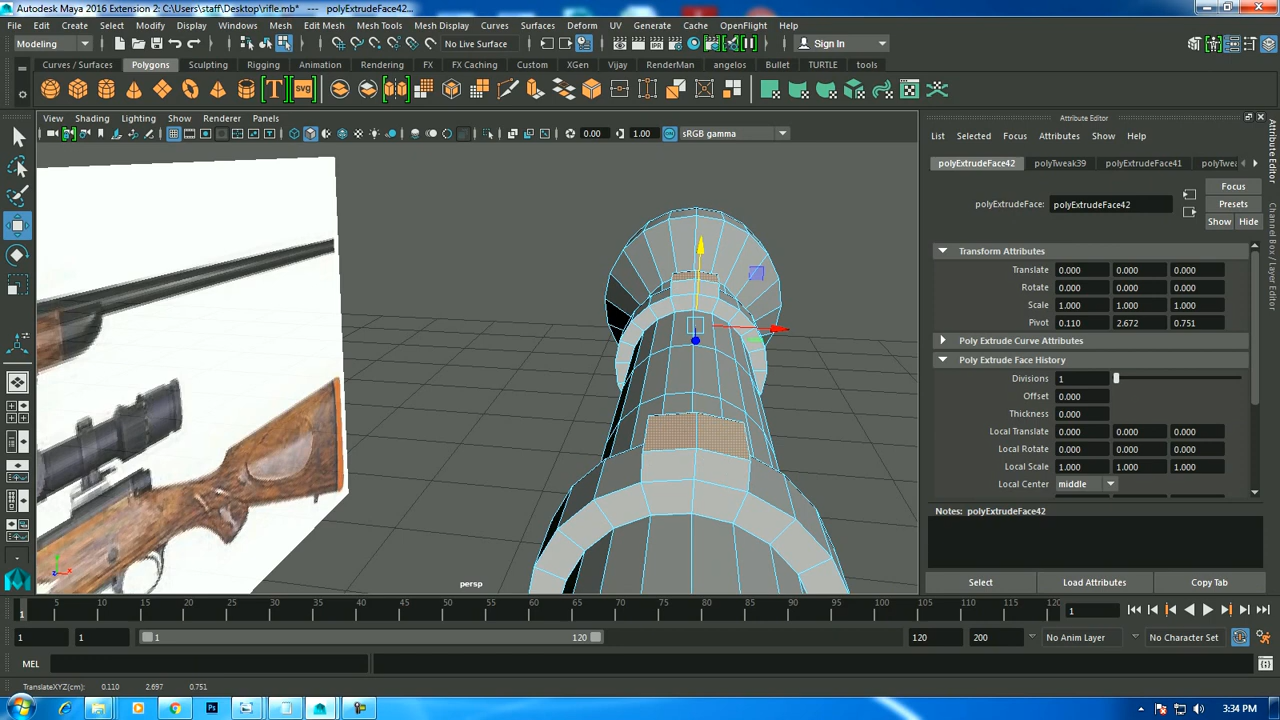 Autodesk Maya 2016 Extension 2: C:\Users\staff\Desktop\rifle.mb* --- polyExtrudeFace42...
File Edit Create Select Modify Display Windows Mesh Edit Mesh Mesh Tools Mesh Display Curves Surfaces Deform UV Generate Cache OpenFlight Help
Modeling No Live Surface Sign In
Curves / Surfaces Polygons Sculpting Rigging Animation Rendering FX FX Caching Custom XGen Vijay RenderMan angelos Bullet TURTLE tools
T svg
View Shading Lighting Show Renderer Panels
0.00 1.00 sRGB gamma
persp
Attribute Editor
List Selected Focus Attributes Show Help
polyExtrudeFace42 polyTweak39 polyExtrudeFace41 polyTwea
polyExtrudeFace: polyExtrudeFace42
Focus
Presets
Show Hide
Transform Attributes
Translate 0.000 0.000 0.000
Rotate 0.000 0.000 0.000
Scale 1.000 1.000 1.000
Pivot 0.110 2.672 0.751
Poly Extrude Curve Attributes
Poly Extrude Face History
Divisions 1
Offset 0.000
Thickness 0.000
Local Translate 0.000 0.000 0.000
Local Rotate 0.000 0.000 0.000
Local Scale 1.000 1.000 1.000
Local Center middle
Notes: polyExtrudeFace42
Select Load Attributes Copy Tab
Attribute Editor
Channel Box / Layer Editor
1 5 10 15 20 25 30 35 40 45 50 55 60 65 70 75 80 85 90 95 100 105 110 115 120 1
1 1 1 120 120 200 No Anim Layer No Character Set
MEL
TranslateXYZ(cm): 0.110 2.697 0.751
3:34 PM